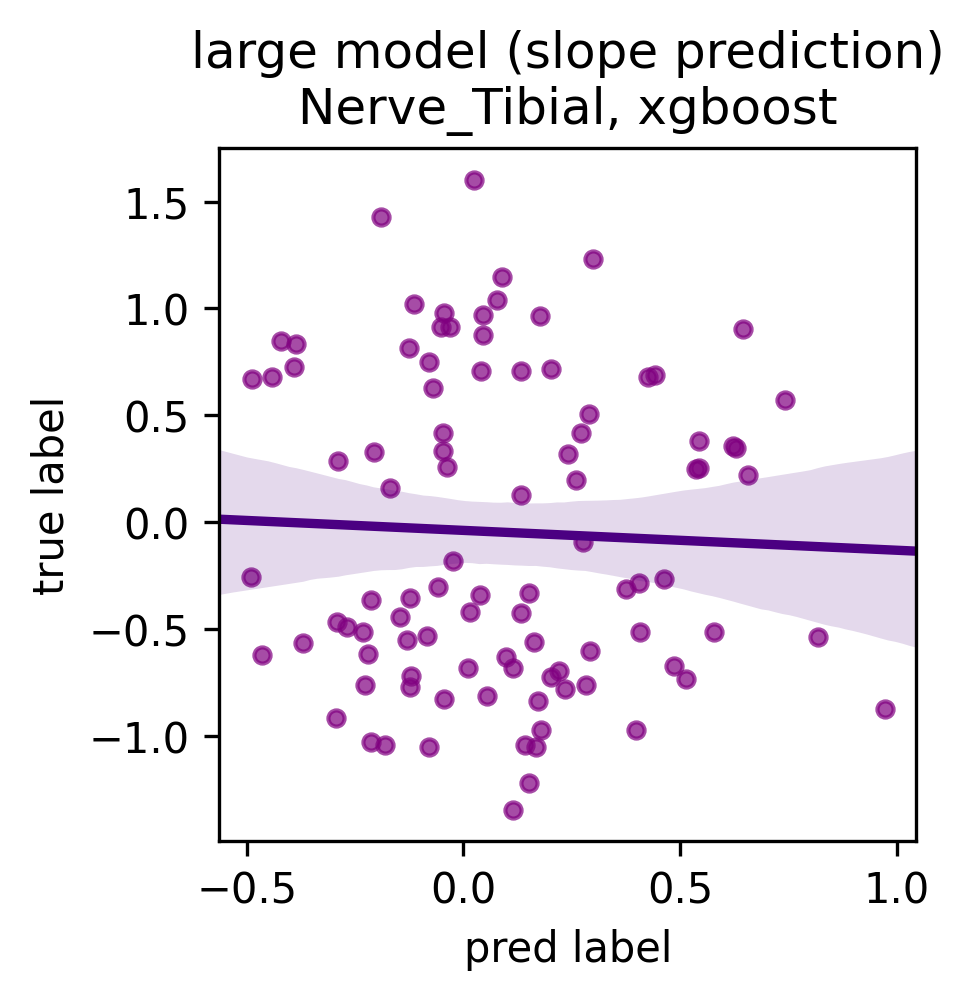 large model (slope prediction)
Nerve_Tibial, xgboost
1.5
1.0
0.5
0.0
−0.5
−1.0
true label
−0.5
0.0
0.5
1.0
pred label